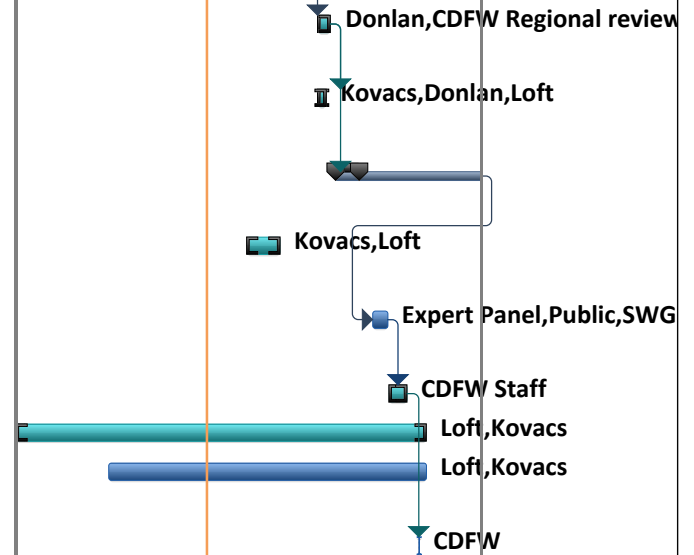 Donlan,CDFW Regional review
Kovacs,Donlan,Loft
Kovacs,Loft
Expert Panel,Public,SWG
CDFW Staff
Loft,Kovacs
Loft,Kovacs
CDFW